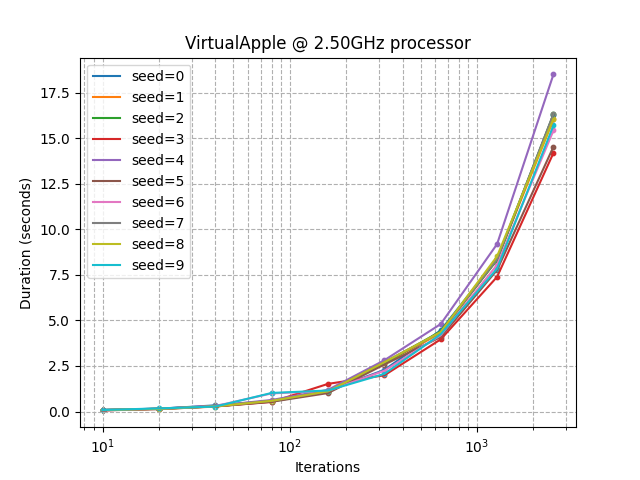 VirtualApple @ 2.50GHz processor
seed=0
seed=1
seed=2
seed=3
seed=4
seed=5
seed=6
seed=7
seed=8
seed=9
Duration (seconds)
17.5
15.0
12.5
10.0
7.5
5.0
2.5
0.0
10¹
10²
10³
Iterations